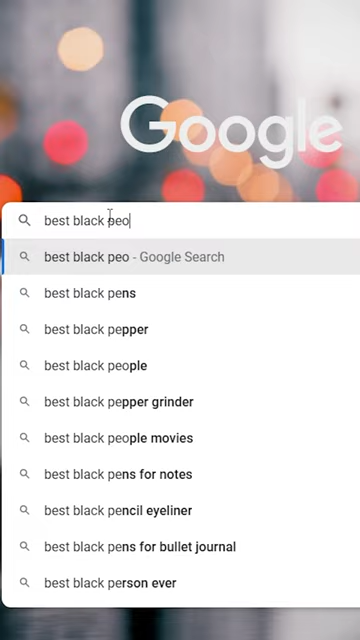 Google
best black peo
best black peo - Google Search
best black pens
best black pepper
best black people
best black pepper grinder
best black people movies
best black pens for notes
best black pencil eyeliner
best black pens for bullet journal
best black person ever